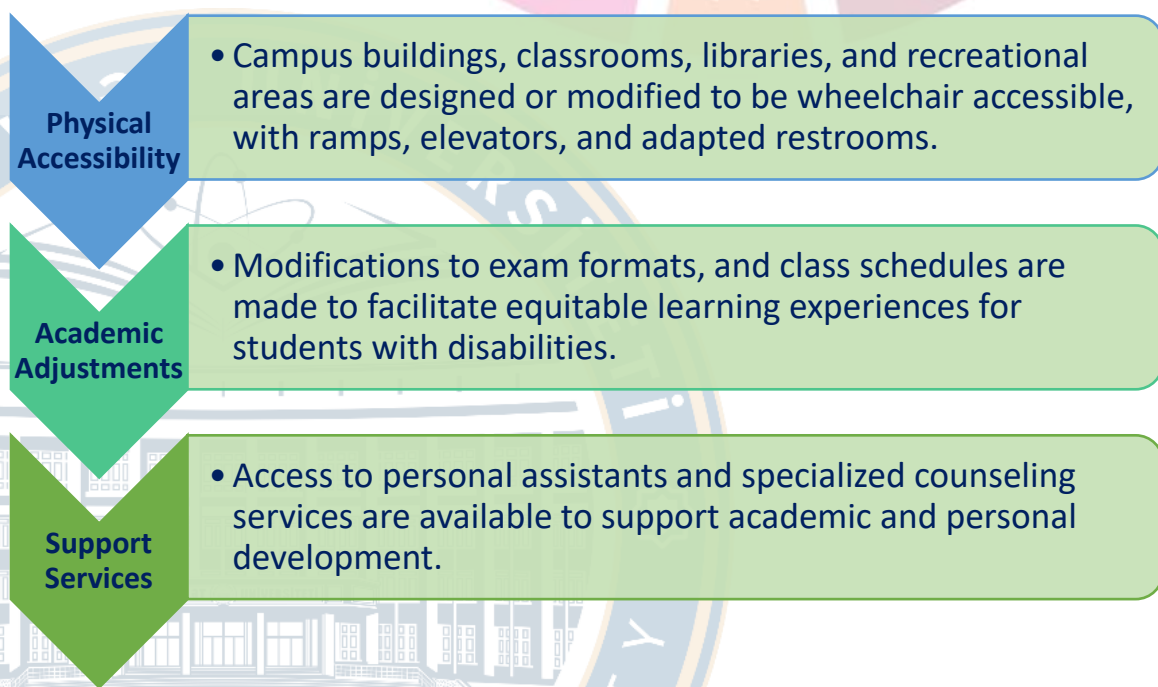 Physical
Accessibility
• Campus buildings, classrooms, libraries, and recreational
areas are designed or modified to be wheelchair accessible,
with ramps, elevators, and adapted restrooms.
Academic
Adjustments
• Modifications to exam formats, and class schedules are
made to facilitate equitable learning experiences for
students with disabilities.
Support
Services
• Access to personal assistants and specialized counseling
services are available to support academic and personal
development.